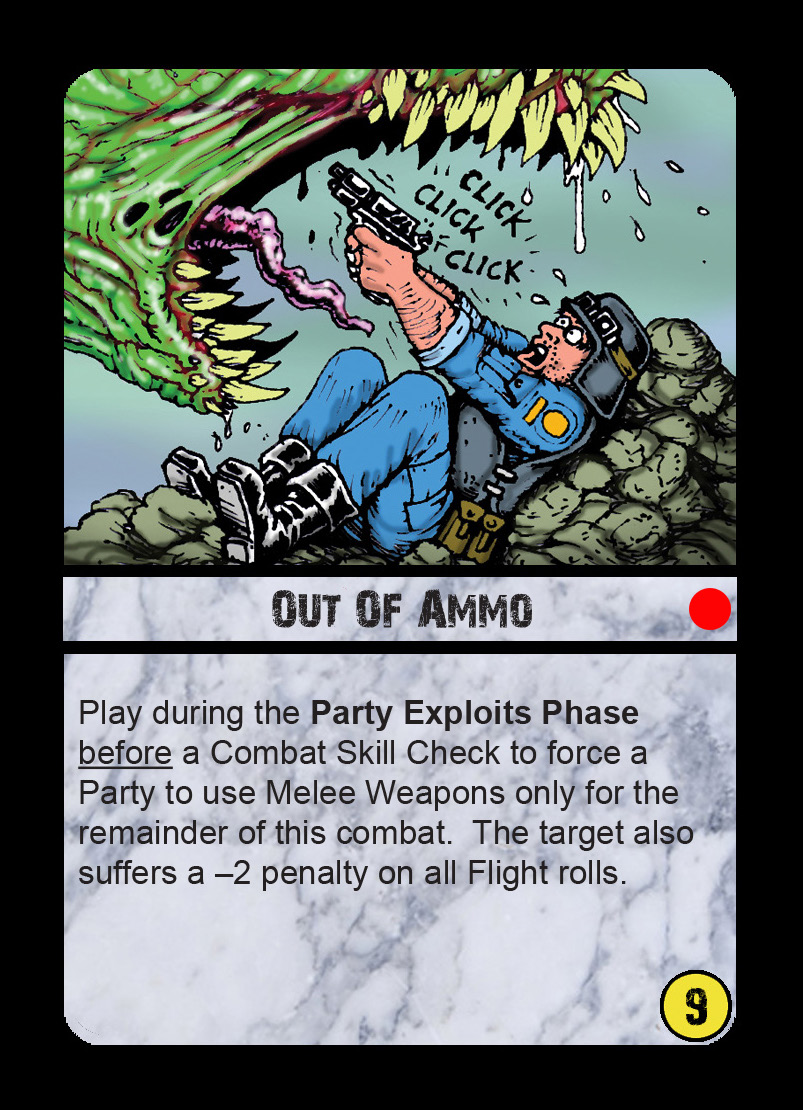 CLICK
CLICK
CLICK
OUT OF AMMO
Play during the Party Exploits Phase
before a Combat Skill Check to force a
Party to use Melee Weapons only for the
remainder of this combat.  The target also
suffers a –2 penalty on all Flight rolls.
9